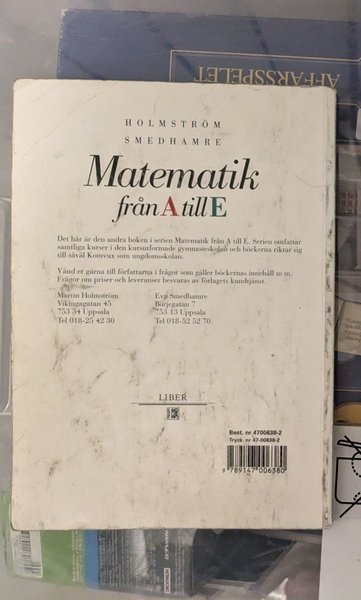 AFFÄRSSPELET
HOLMSTRÖM
SMEDHAMRE
Matematik
från A till E
Det här är den andra boken i serien Matematik från A till E. Serien omfattar
samtliga kurser i den kursutformade gymnasieskolan och böckerna riktar sig
till såväl Komvux som ungdomsskolan.
Vänd er gärna till författarna i frågor som gäller böckernas innehåll m m.
Frågor om priser och leveranser besvaras av förlagets kundtjänst.
Martin Holmström
Vikingagatan 45
753 34 Uppsala
Tel 018-25 42 30
Eva Smedhamre
Börjegatan 7
753 13 Uppsala
Tel 018-52 52 70
LIBER
Best. nr 4700638-2
Tryck. nr 47-00638-2
9 789147 006380